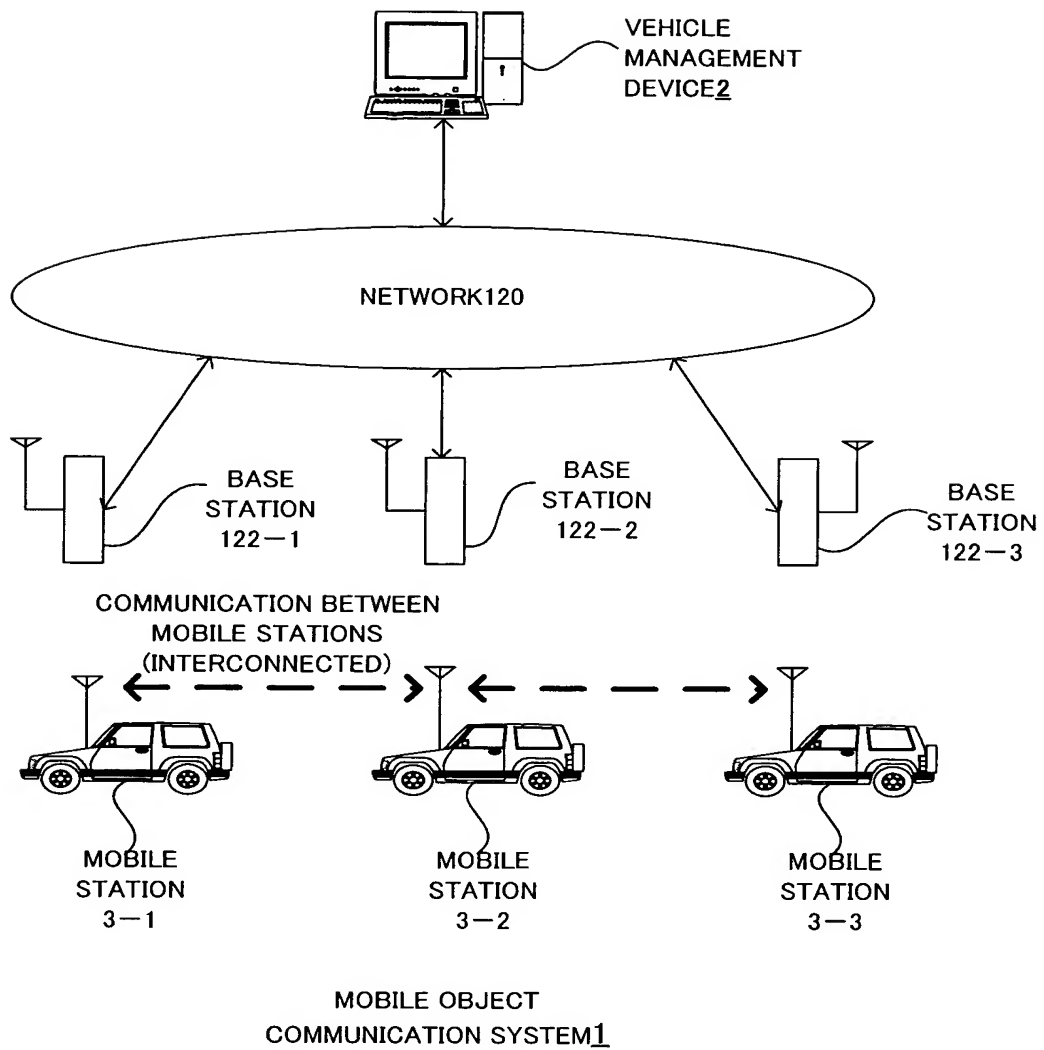 VEHICLE
MANAGEMENT
DEVICE2
NETWORK120
BASE
STATION
122－1
BASE
STATION
122－2
BASE
STATION
122－3
COMMUNICATION BETWEEN
MOBILE STATIONS
(INTERCONNECTED)
MOBILE
STATION
3－1
MOBILE
STATION
3－2
MOBILE
STATION
3－3
MOBILE OBJECT
COMMUNICATION SYSTEM1